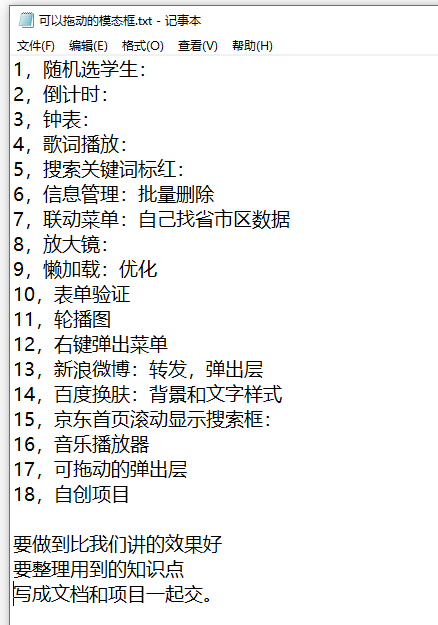 可以拖动的模态框.txt - 记事本
文件(F) 编辑(E) 格式(O) 查看(V) 帮助(H)
1，随机选学生：
2，倒计时：
3，钟表：
4，歌词播放：
5，搜索关键词标红：
6，信息管理：批量删除
7，联动菜单：自己找省市区数据
8，放大镜：
9，懒加载：优化
10，表单验证
11，轮播图
12，右键弹出菜单
13，新浪微博：转发，弹出层
14，百度换肤：背景和文字样式
15，京东首页滚动显示搜索框：
16，音乐播放器
17，可拖动的弹出层
18，自创项目
要做到比我们讲的效果好
要整理用到的知识点
写成文档和项目一起交。